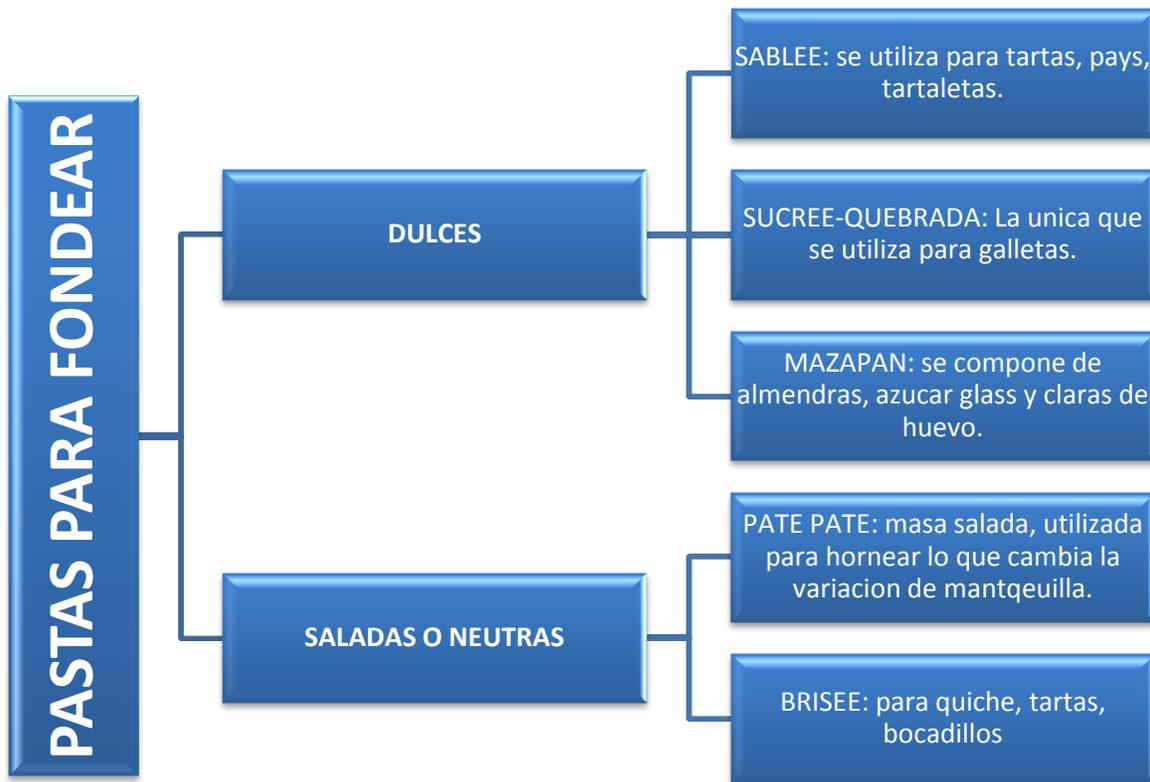 PASTAS PARA FONDEAR
DULCES
SABLEE: se utiliza para tartas, pays,
tartaletas.
SUCREE-QUEBRADA: La unica que
se utiliza para galletas.
MAZAPAN: se compone de
almendras, azucar glass y claras de
huevo.
SALADAS O NEUTRAS
PATE PATE: masa salada, utilizada
para hornear lo que cambia la
variacion de mantqeuilla.
BRISEE: para quiche, tartas,
bocadillos